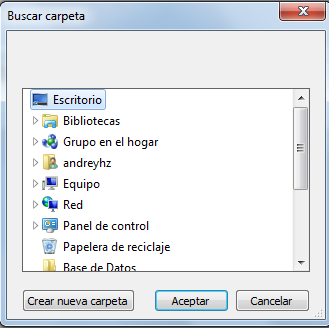 Buscar carpeta
Escritorio
Bibliotecas
Grupo en el hogar
andreyhz
Equipo
Red
Panel de control
Papelera de reciclaje
Base de Datos
Crear nueva carpeta
Aceptar
Cancelar